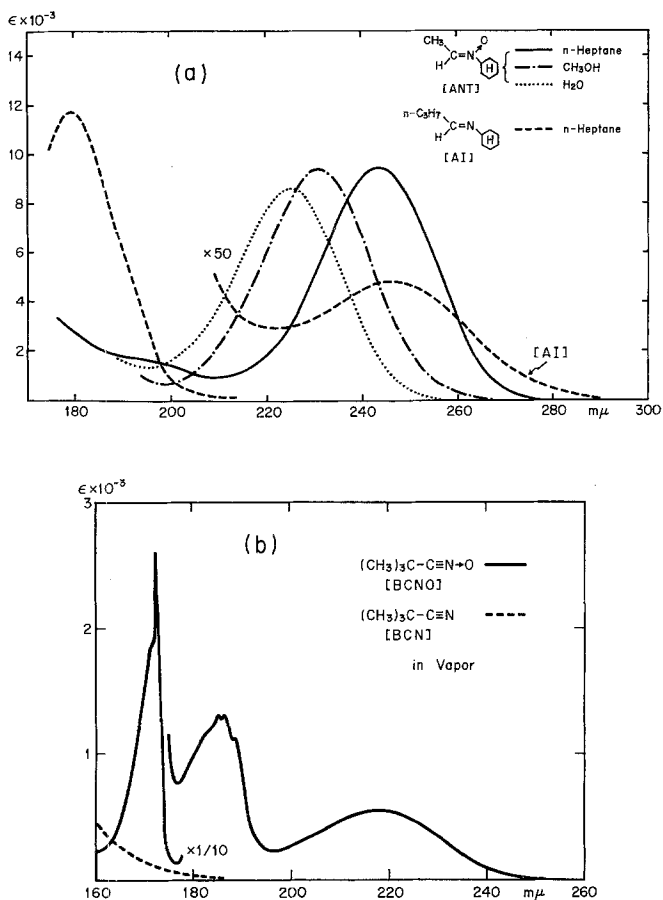 ε×10⁻³
14
12
10
8
6
4
2
(a)
CH₃
O
C=N
H
H
[ANT]
n-Heptane
CH₃OH
H₂O
n-C₃H₇
C=N
H
H
[AI]
n-Heptane
×50
[AI]
180
200
220
240
260
280
mμ
300
ε×10⁻³
3
2
1
(b)
(CH₃)₃C-C≡N→O
[BCNO]
(CH₃)₃C-C≡N
[BCN]
in Vapor
×1/10
160
180
200
220
240
mμ
260